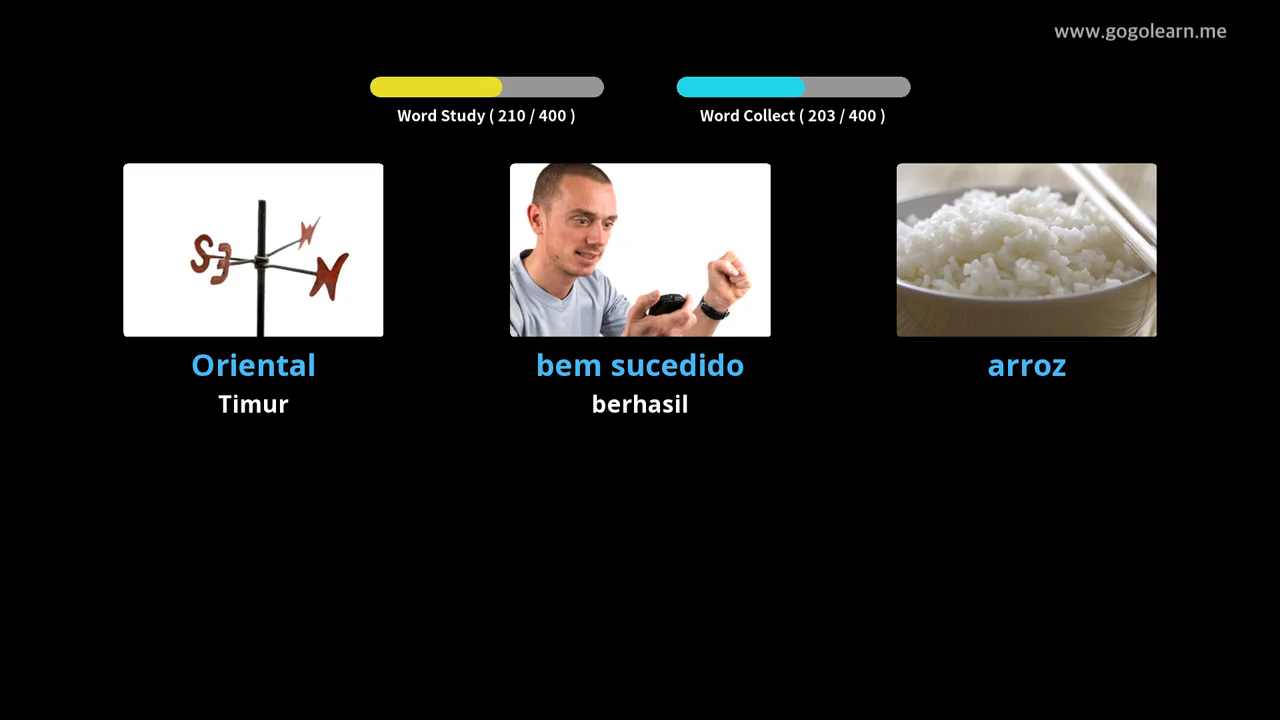 www.gogolearn.me
Word Study ( 210 / 400 )
Word Collect ( 203 / 400 )
Oriental
Timur
bem sucedido
berhasil
arroz